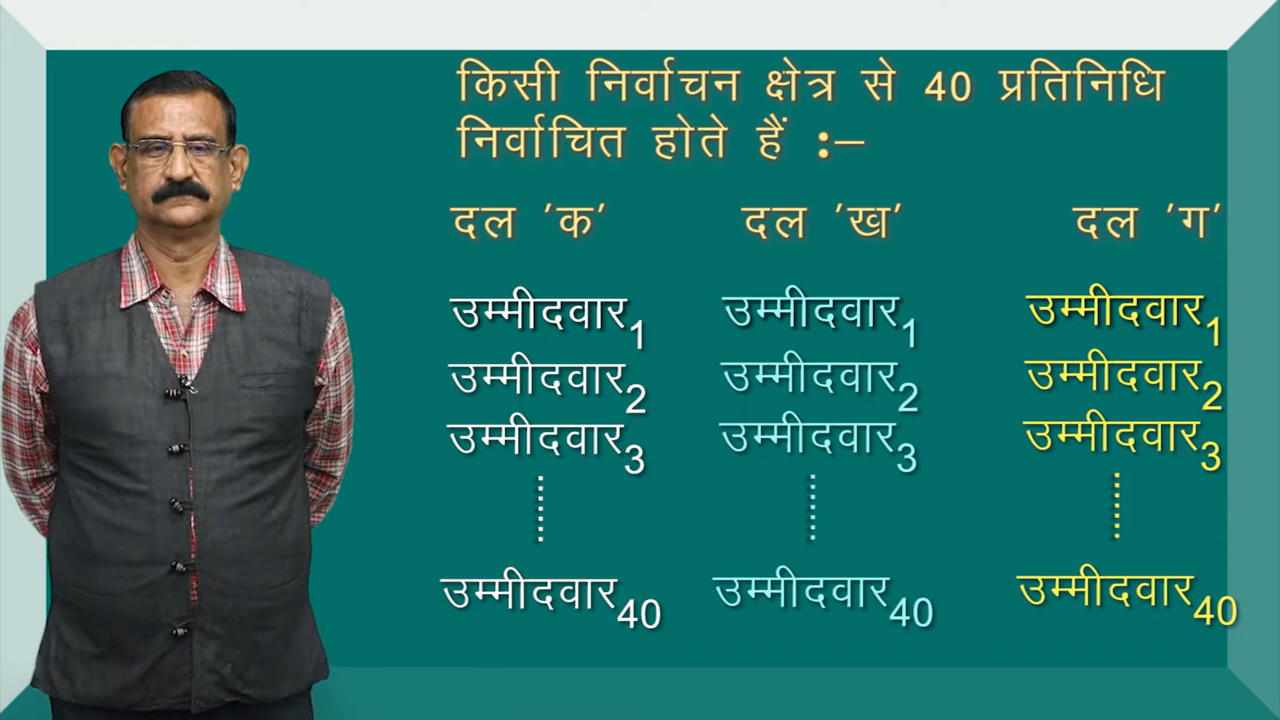 किसी निर्वाचन क्षेत्र से 40 प्रतिनिधि
निर्वाचित होते हैं :–
दल 'क' दल 'ख' दल 'ग'
उम्मीदवार1 उम्मीदवार1 उम्मीदवार1
उम्मीदवार2 उम्मीदवार2 उम्मीदवार2
उम्मीदवार3 उम्मीदवार3 उम्मीदवार3
उम्मीदवार40 उम्मीदवार40 उम्मीदवार40